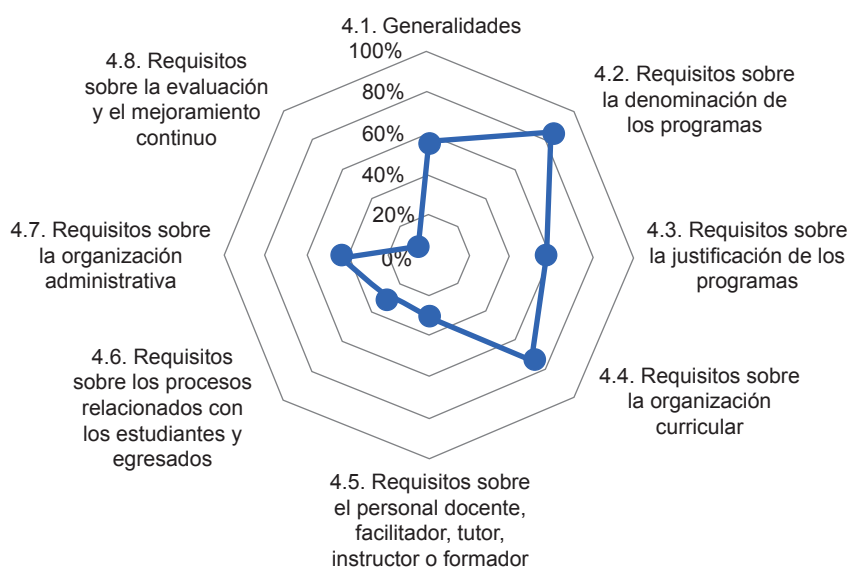 4.1. Generalidades
100%
80%
60%
40%
20%
0%
4.2. Requisitos sobre
la denominación de
los programas
4.3. Requisitos sobre
la justificación de los
programas
4.4. Requisitos sobre
la organización
curricular
4.5. Requisitos sobre
el personal docente,
facilitador, tutor,
instructor o formador
4.6. Requisitos
sobre los procesos
relacionados con
los estudiantes y
egresados
4.7. Requisitos sobre
la organización
administrativa
4.8. Requisitos
sobre la evaluación
y el mejoramiento
continuo